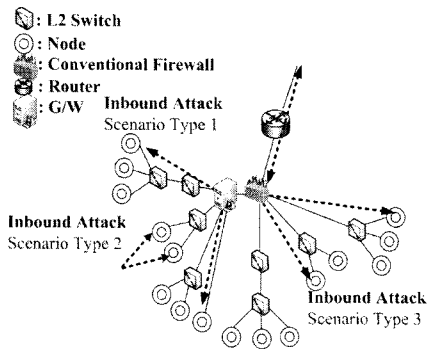 : L2 Switch
: Node
: Conventional Firewall
: Router
: G/W
Inbound Attack
Scenario Type 1
Inbound Attack
Scenario Type 2
Inbound Attack
Scenario Type 3